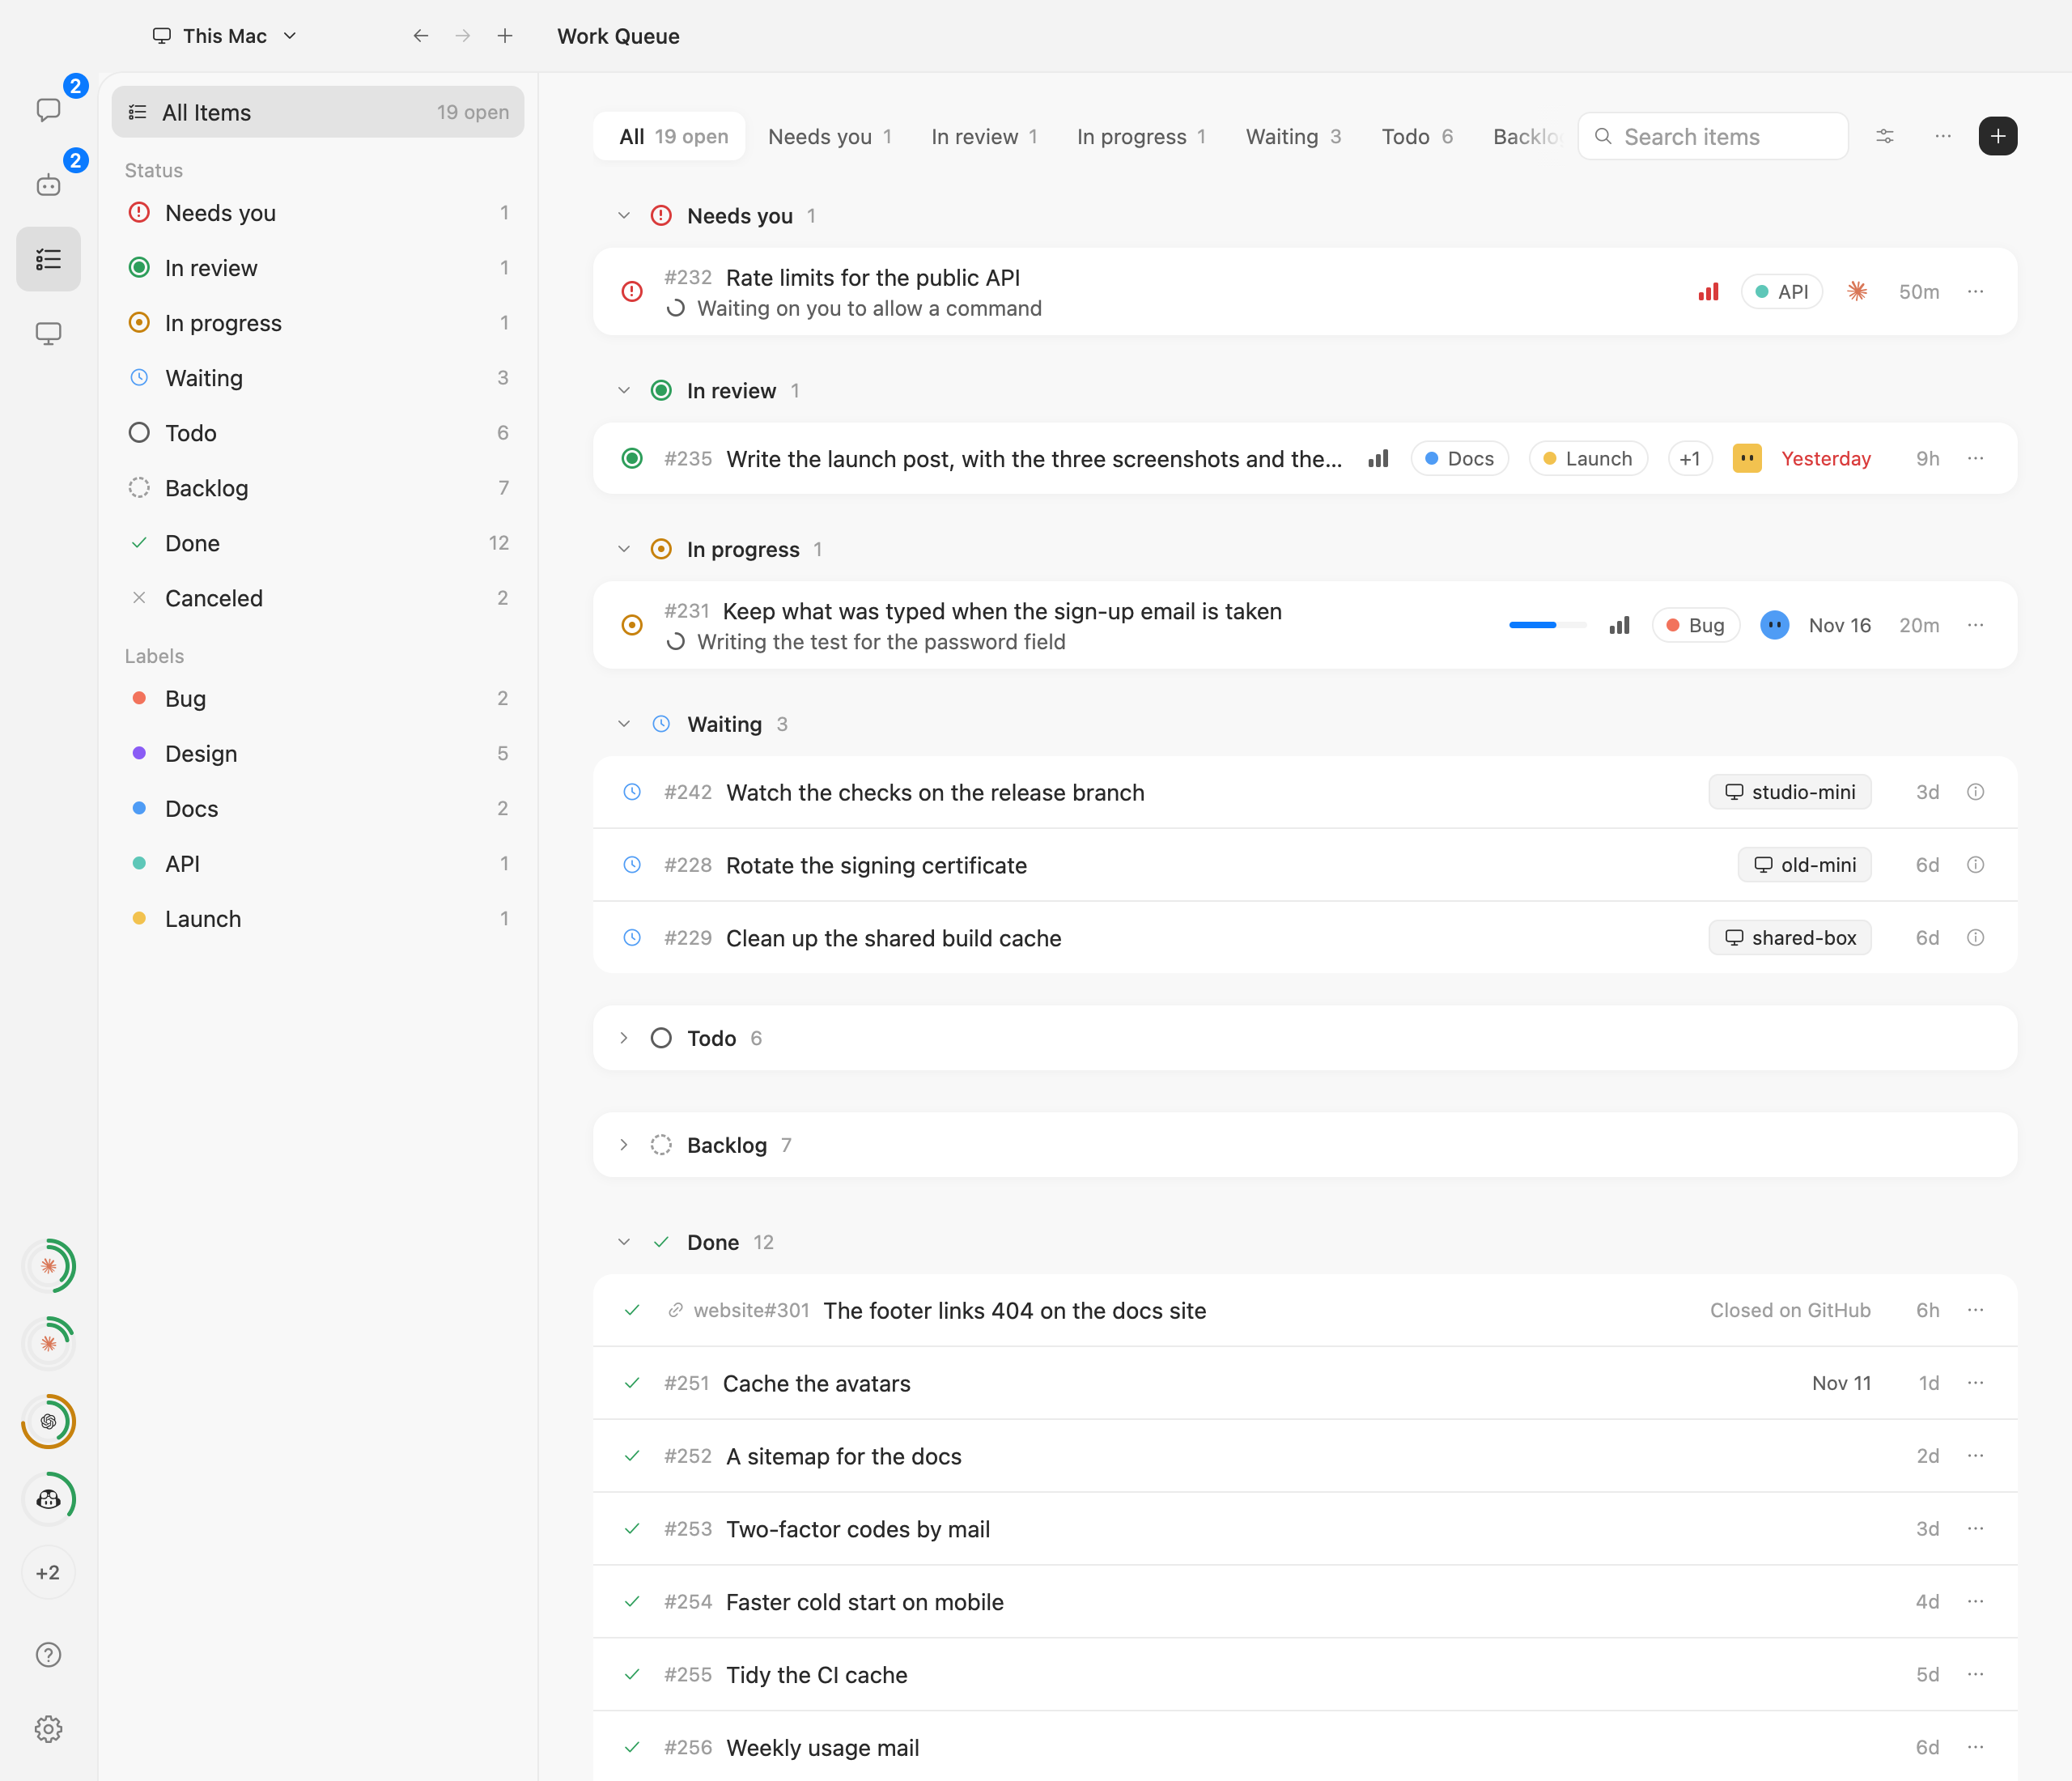 This Mac
Work Queue
2
2
All Items 19 open
Status
Needs you 1
In review 1
In progress 1
Waiting 3
Todo 6
Backlog 7
Done 12
Canceled 2
Labels
Bug 2
Design 5
Docs 2
API 1
Launch 1
+2
All 19 open Needs you 1 In review 1 In progress 1 Waiting 3 Todo 6 Backlo Search items
Needs you 1
#232 Rate limits for the public API API 50m
Waiting on you to allow a command
In review 1
#235 Write the launch post, with the three screenshots and the... Docs Launch +1 Yesterday 9h
In progress 1
#231 Keep what was typed when the sign-up email is taken Bug Nov 16 20m
Writing the test for the password field
Waiting 3
#242 Watch the checks on the release branch studio-mini 3d
#228 Rotate the signing certificate old-mini 6d
#229 Clean up the shared build cache shared-box 6d
Todo 6
Backlog 7
Done 12
website#301 The footer links 404 on the docs site Closed on GitHub 6h
#251 Cache the avatars Nov 11 1d
#252 A sitemap for the docs 2d
#253 Two-factor codes by mail 3d
#254 Faster cold start on mobile 4d
#255 Tidy the CI cache 5d
#256 Weekly usage mail 6d